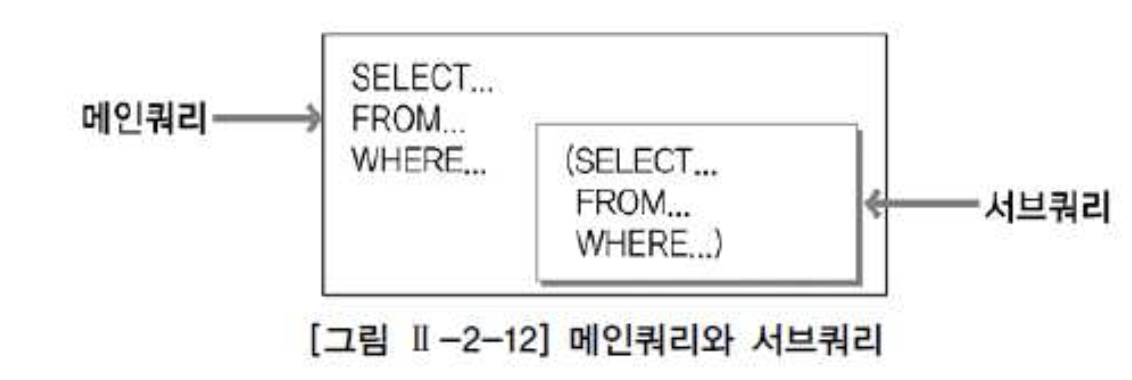 SELECT...
메인쿼리
FROM...
WHERE...
(SELECT...
FROM...
서브쿼리
WHERE...)
[그림 Ⅱ-2-12] 메인쿼리와 서브쿼리